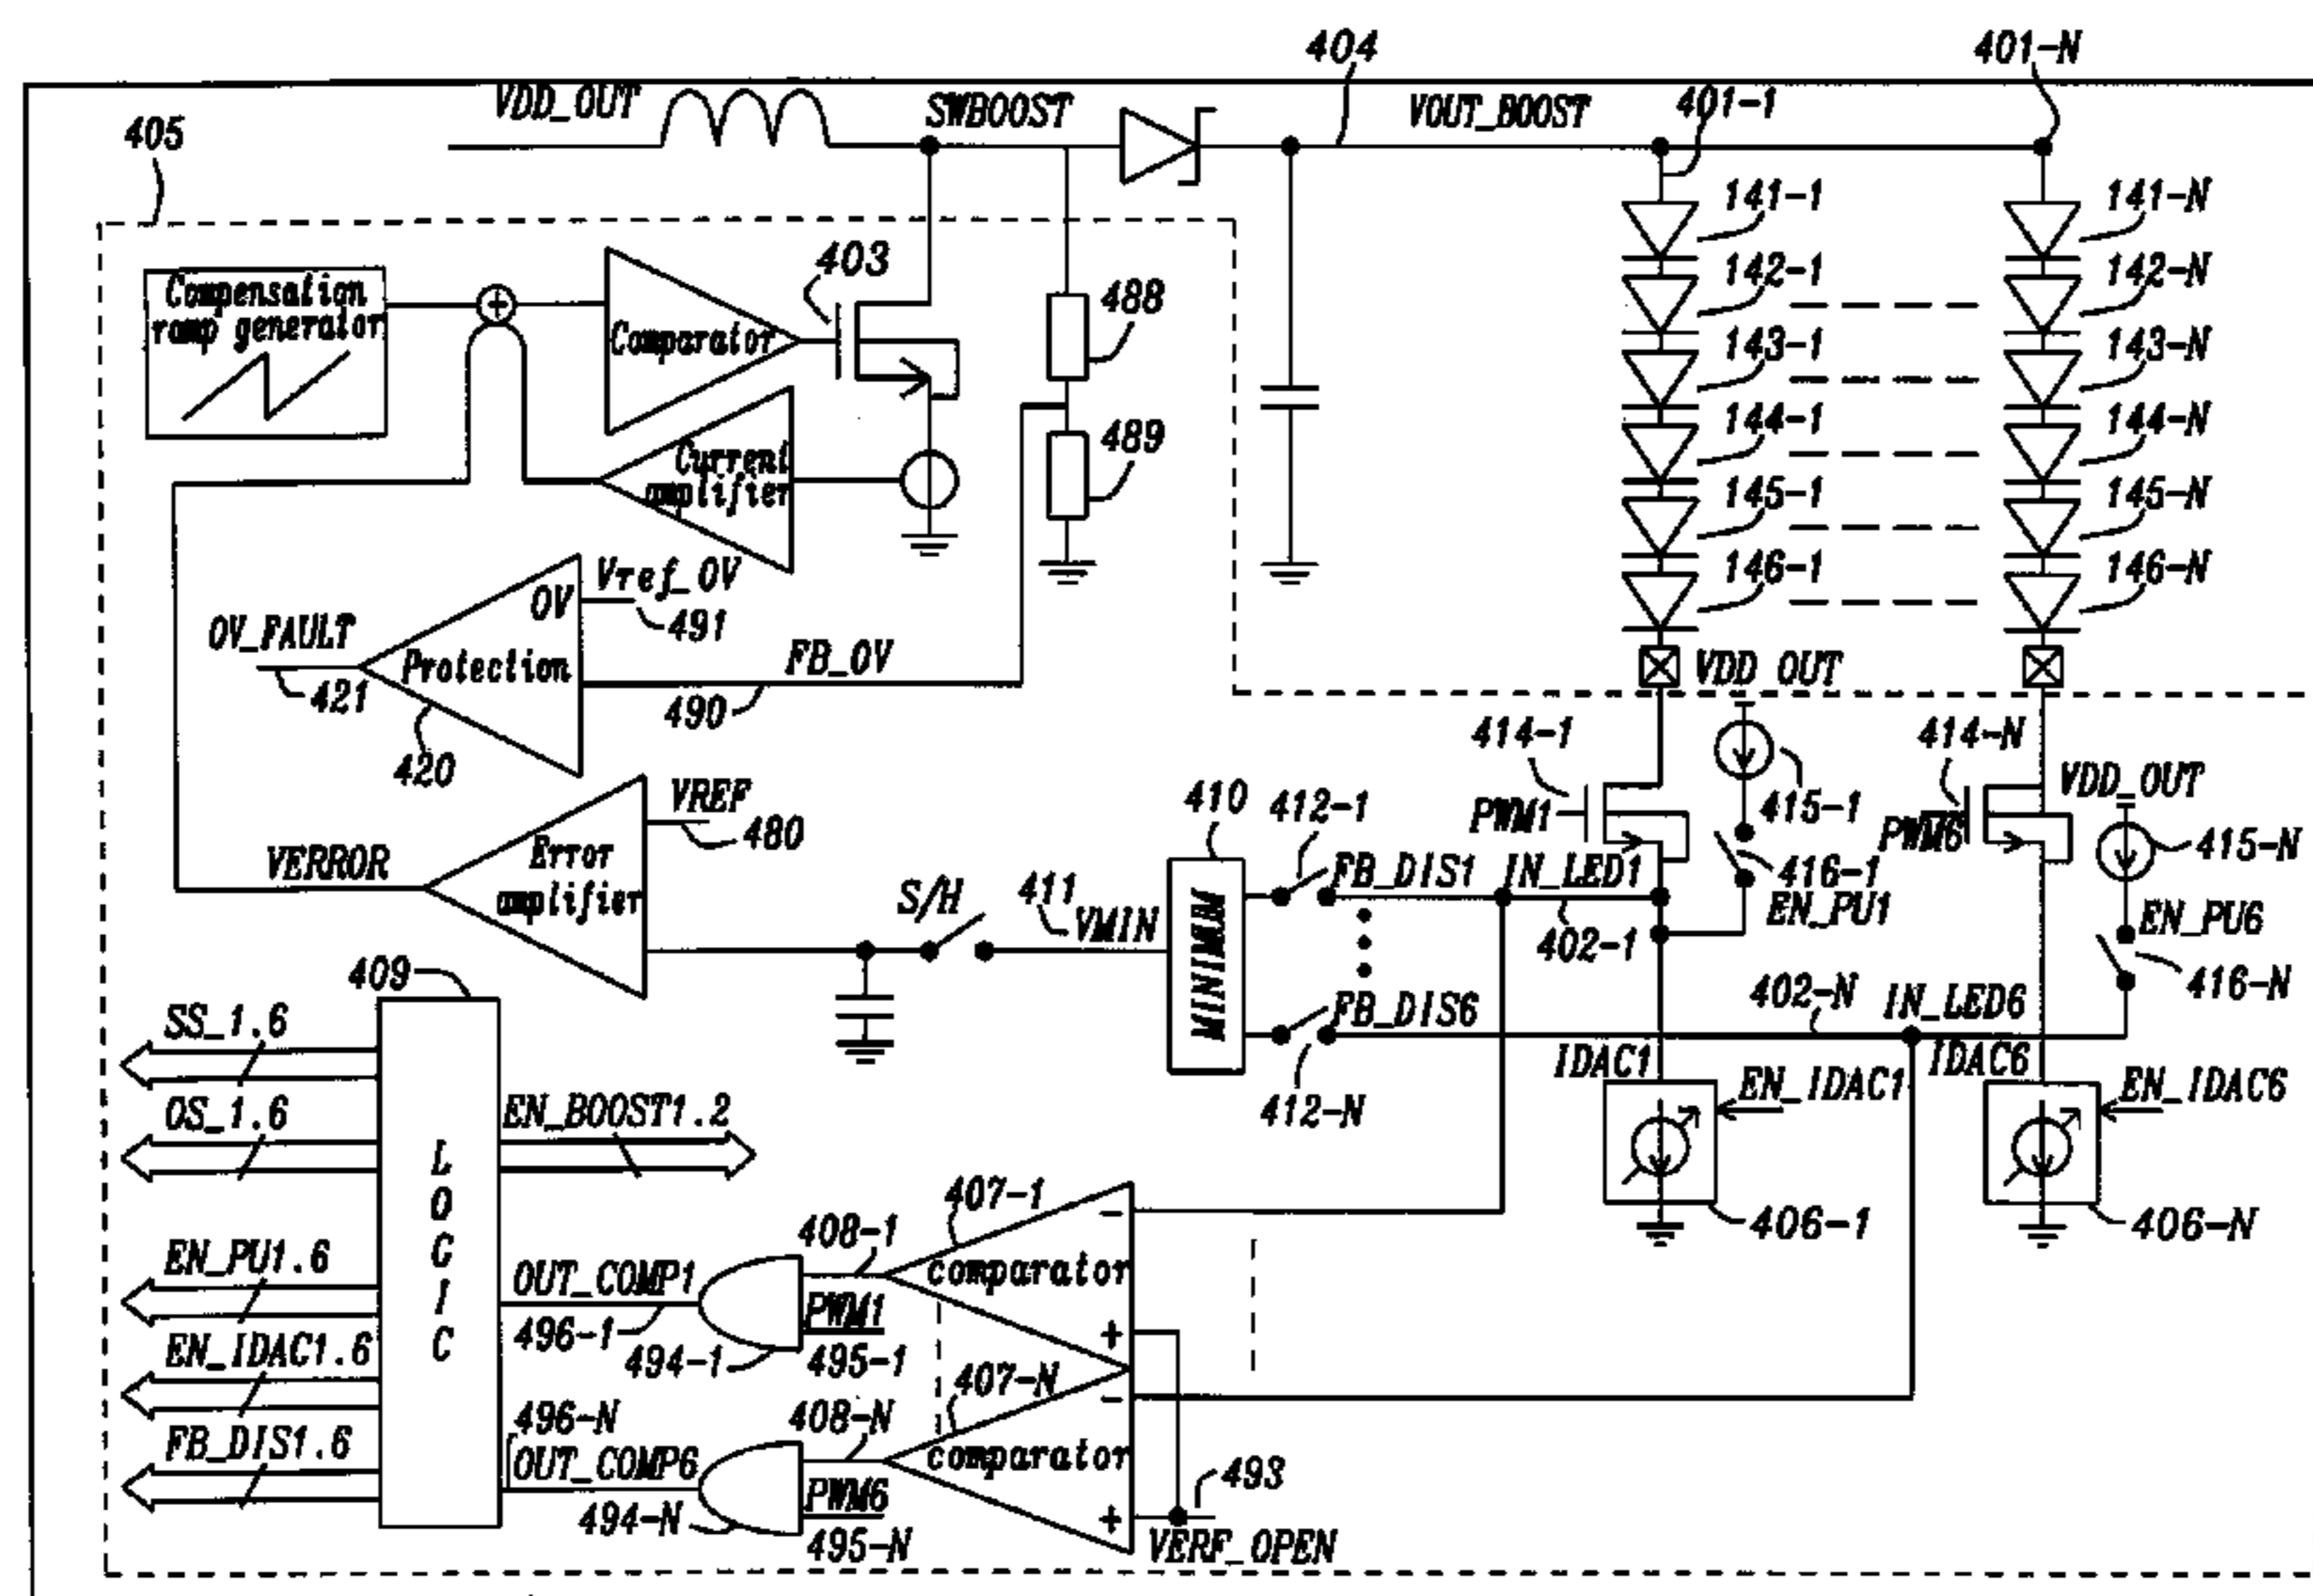 404
401-N
VDD_OUT
SWBOOST
VOUT_BOOST
401-1
405
141-1
141-N
Compensation
ramp generator
+
Comparator
403
488
142-1
142-N
143-1
143-N
Current
amplifier
489
144-1
144-N
145-1
145-N
146-1
146-N
OV
Vref_OV
491
OV_FAULT
421
Protection
FB_OV
490
420
VDD OUT
414-1
PWM1
415-1
416-1
EN_PU1
414-N
PWM6
VDD_OUT
415-N
EN_PU6
416-N
VREF
480
Error
amplifier
VERROR
S/H
411
VMIN
410
MINIMUM
412-1
FB_DIS1
IN_LED1
402-1
FB_DIS6
412-N
402-N
IN_LED6
409
LOGIC
SS_1.6
OS_1.6
EN_BOOST1.2
EN_PU1.6
EN_IDAC1.6
FB_DIS1.6
IDAC1
EN_IDAC1
406-1
IDAC6
EN_IDAC6
406-N
407-1
408-1
-
comparator
+
OUT_COMP1
496-1
494-1
PWM1
495-1
407-N
408-N
-
comparator
+
496-N
OUT_COMP6
494-N
PWM6
495-N
493
VERF_OPEN